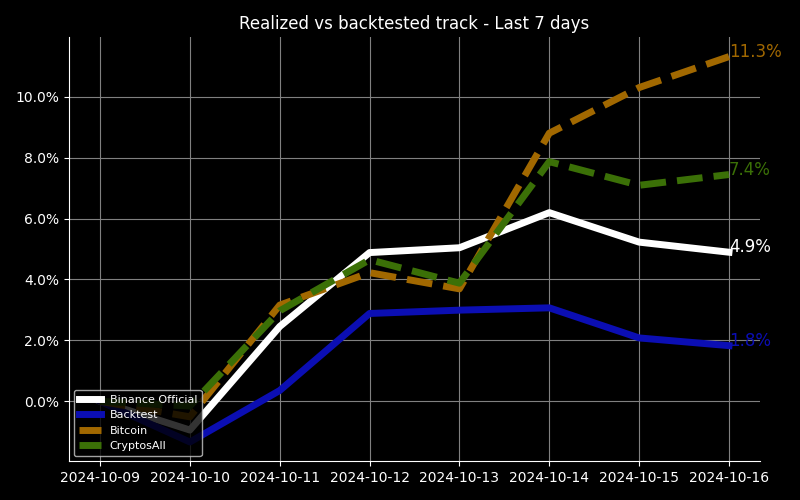 Realized vs backtested track - Last 7 days
11.3%
10.0%
8.0%
7.4%
6.0%
4.9%
4.0%
2.0%
1.8%
0.0%
Binance Official
Backtest
Bitcoin
CryptosAll
2024-10-09 2024-10-10 2024-10-11 2024-10-12 2024-10-13 2024-10-14 2024-10-15 2024-10-16